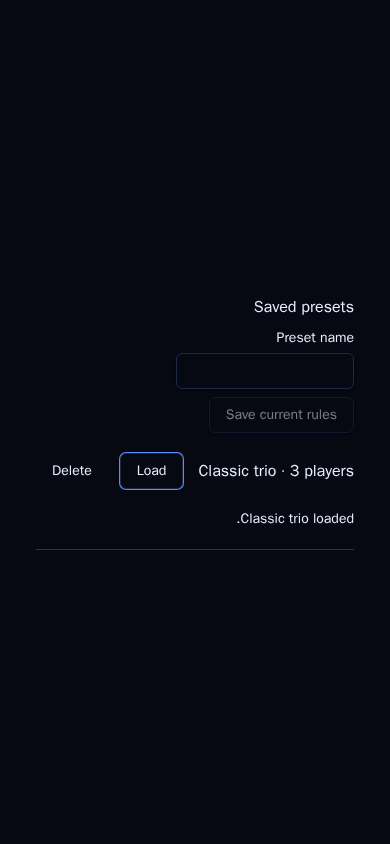 Saved presets
Preset name
Save current rules
Classic trio · 3 players
Load
Delete
.Classic trio loaded